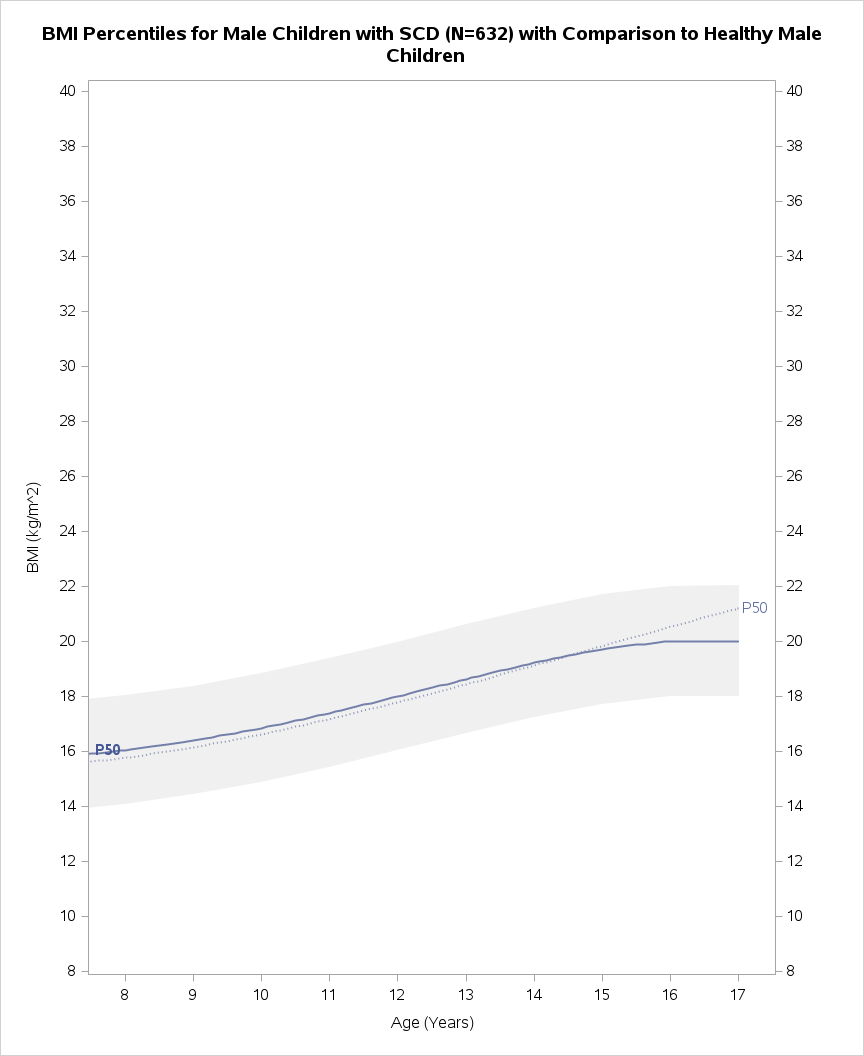 BMI Percentiles for Male Children with SCD (N=632) with Comparison to Healthy Male
Children
40 40
38 38
36 36
34 34
32 32
30 30
28 28
26 26
BMI (kg/m^2)
24 24
22 22
P50
20 20
18 18
P50
16 16
14 14
12 12
10 10
8 8
8 9 10 11 12 13 14 15 16 17
Age (Years)